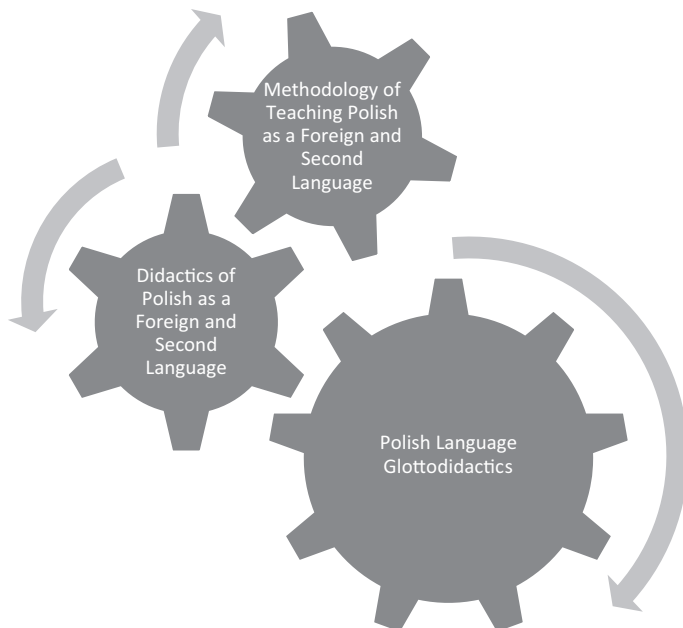 Methodology of
Teaching Polish
as a Foreign and
Second
Language
Didactics of
Polish as a
Foreign and
Second
Language
Polish Language
Glottodidactics